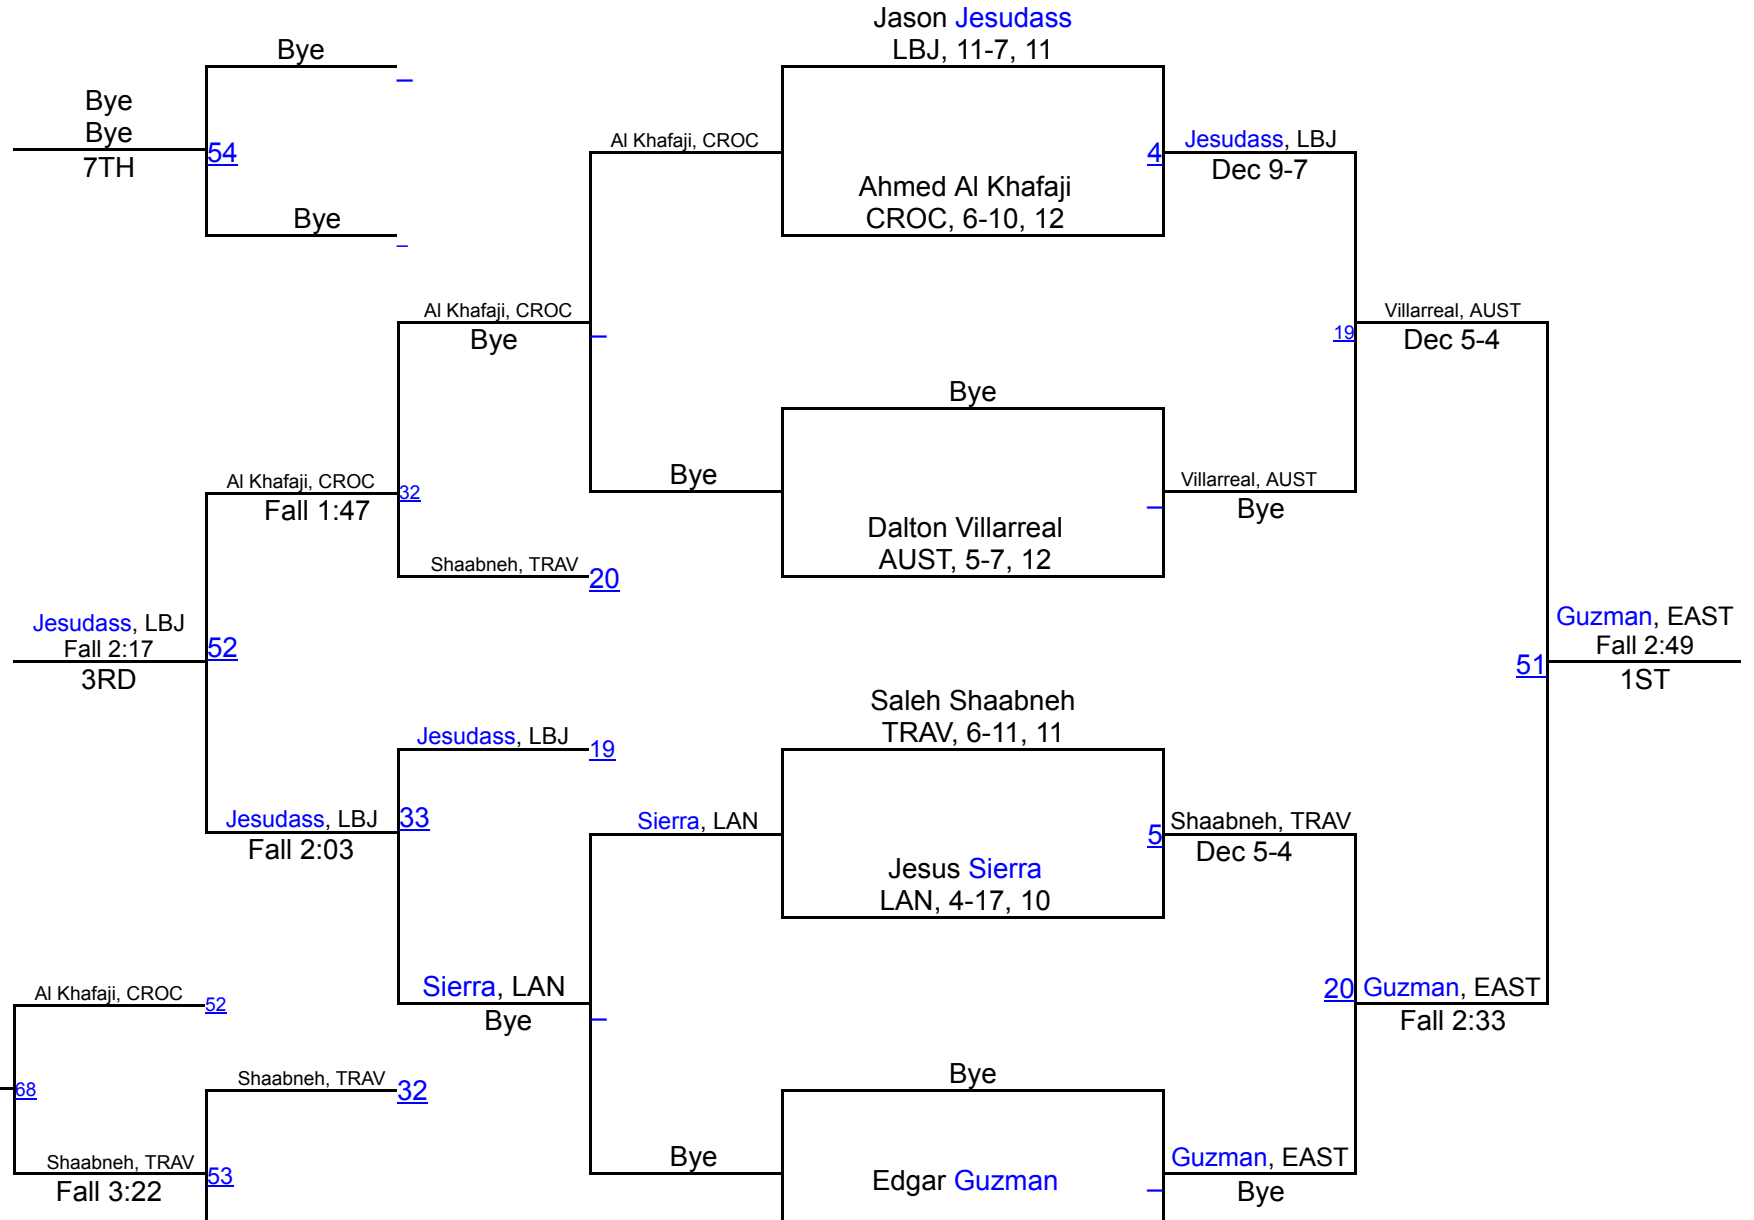 Jason Jesudass
LBJ, 11-7, 11
Bye
Bye
Bye
54
7TH
Bye
Al Khafaji, CROC
4
Jesudass, LBJ
Dec 9-7
Ahmed Al Khafaji
CROC, 6-10, 12
Al Khafaji, CROC
Bye
19
Villarreal, AUST
Dec 5-4
Bye
Bye
Al Khafaji, CROC
32
Fall 1:47
Villarreal, AUST
Bye
Dalton Villarreal
AUST, 5-7, 12
Shaabneh, TRAV
20
Jesudass, LBJ
Fall 2:17
52
3RD
Guzman, EAST
Fall 2:49
51
1ST
Saleh Shaabneh
TRAV, 6-11, 11
Jesudass, LBJ
19
Jesudass, LBJ
33
Fall 2:03
Sierra, LAN
5
Shaabneh, TRAV
Dec 5-4
Jesus Sierra
LAN, 4-17, 10
Al Khafaji, CROC
52
Sierra, LAN
Bye
20
Guzman, EAST
Fall 2:33
68
Shaabneh, TRAV
32
Bye
Shaabneh, TRAV
53
Fall 3:22
Bye
Edgar Guzman
Guzman, EAST
Bye